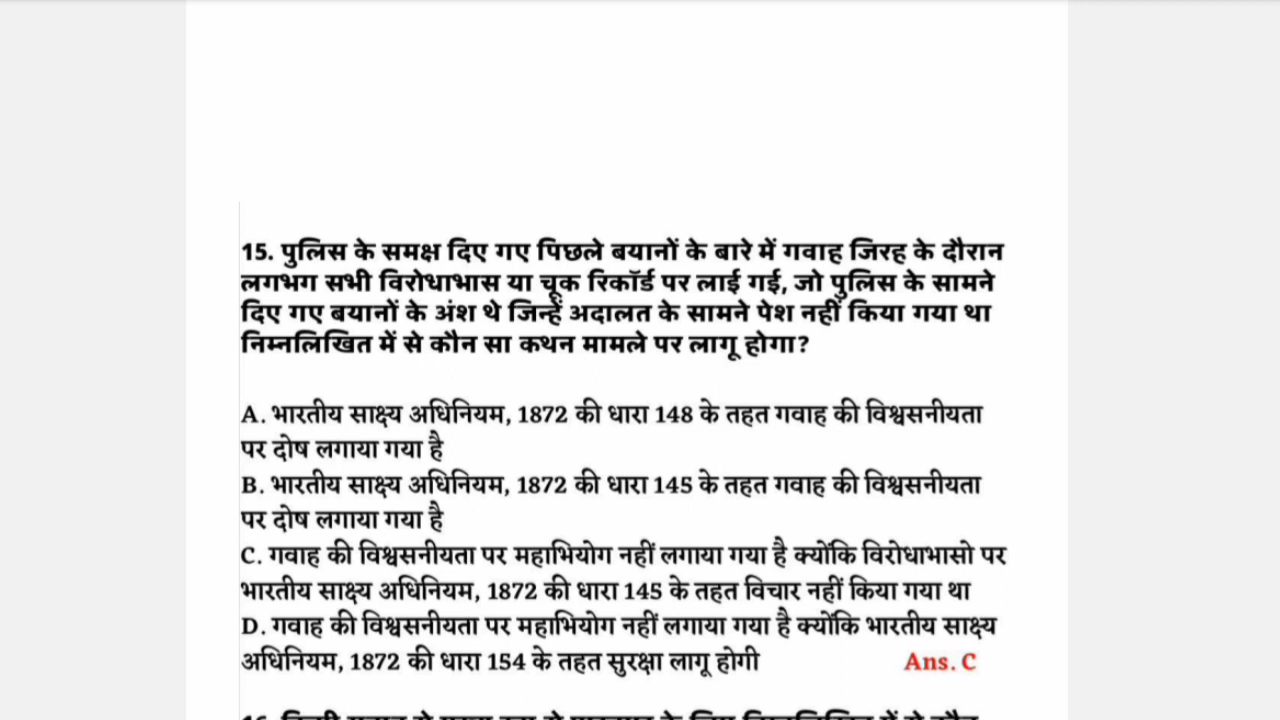 15. पुलिस के समक्ष दिए गए पिछले बयानों के बारे में गवाह जिरह के दौरान
लगभग सभी विरोधाभास या चूक रिकॉर्ड पर लाई गई, जो पुलिस के सामने
दिए गए बयानों के अंश थे जिन्हें अदालत के सामने पेश नहीं किया गया था
निम्नलिखित में से कौन सा कथन मामले पर लागू होगा?
A. भारतीय साक्ष्य अधिनियम, 1872 की धारा 148 के तहत गवाह की विश्वसनीयता
पर दोष लगाया गया है
B. भारतीय साक्ष्य अधिनियम, 1872 की धारा 145 के तहत गवाह की विश्वसनीयता
पर दोष लगाया गया है
C. गवाह की विश्वसनीयता पर महाभियोग नहीं लगाया गया है क्योंकि विरोधाभासो पर
भारतीय साक्ष्य अधिनियम, 1872 की धारा 145 के तहत विचार नहीं किया गया था
D. गवाह की विश्वसनीयता पर महाभियोग नहीं लगाया गया है क्योंकि भारतीय साक्ष्य
अधिनियम, 1872 की धारा 154 के तहत सुरक्षा लागू होगी Ans. C